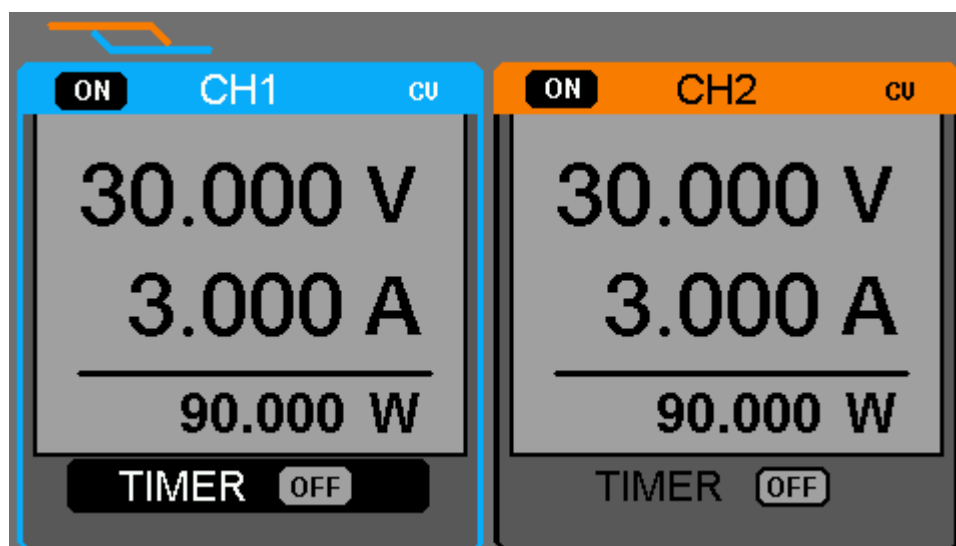 ON CH1 CV
30.000 V
3.000 A
90.000 W
TIMER OFF
ON CH2 CV
30.000 V
3.000 A
90.000 W
TIMER OFF